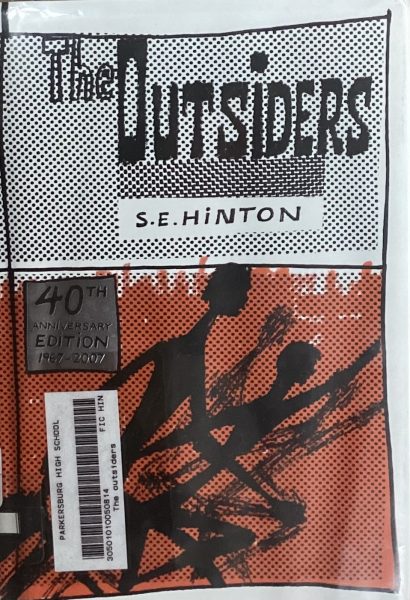 The OUTSiDERS
S.E. HiNTON
40TH
ANNIVERSARY
EDITION
1967-2007
PARKERSBURG HIGH SCHOOL
FIC HIN
30501010050814
The outsiders